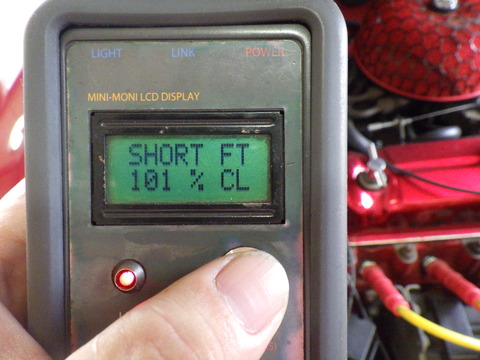 LIGHT LINK POWER
MINI-MONI LCD DISPLAY
SHORT FT
101 % CL